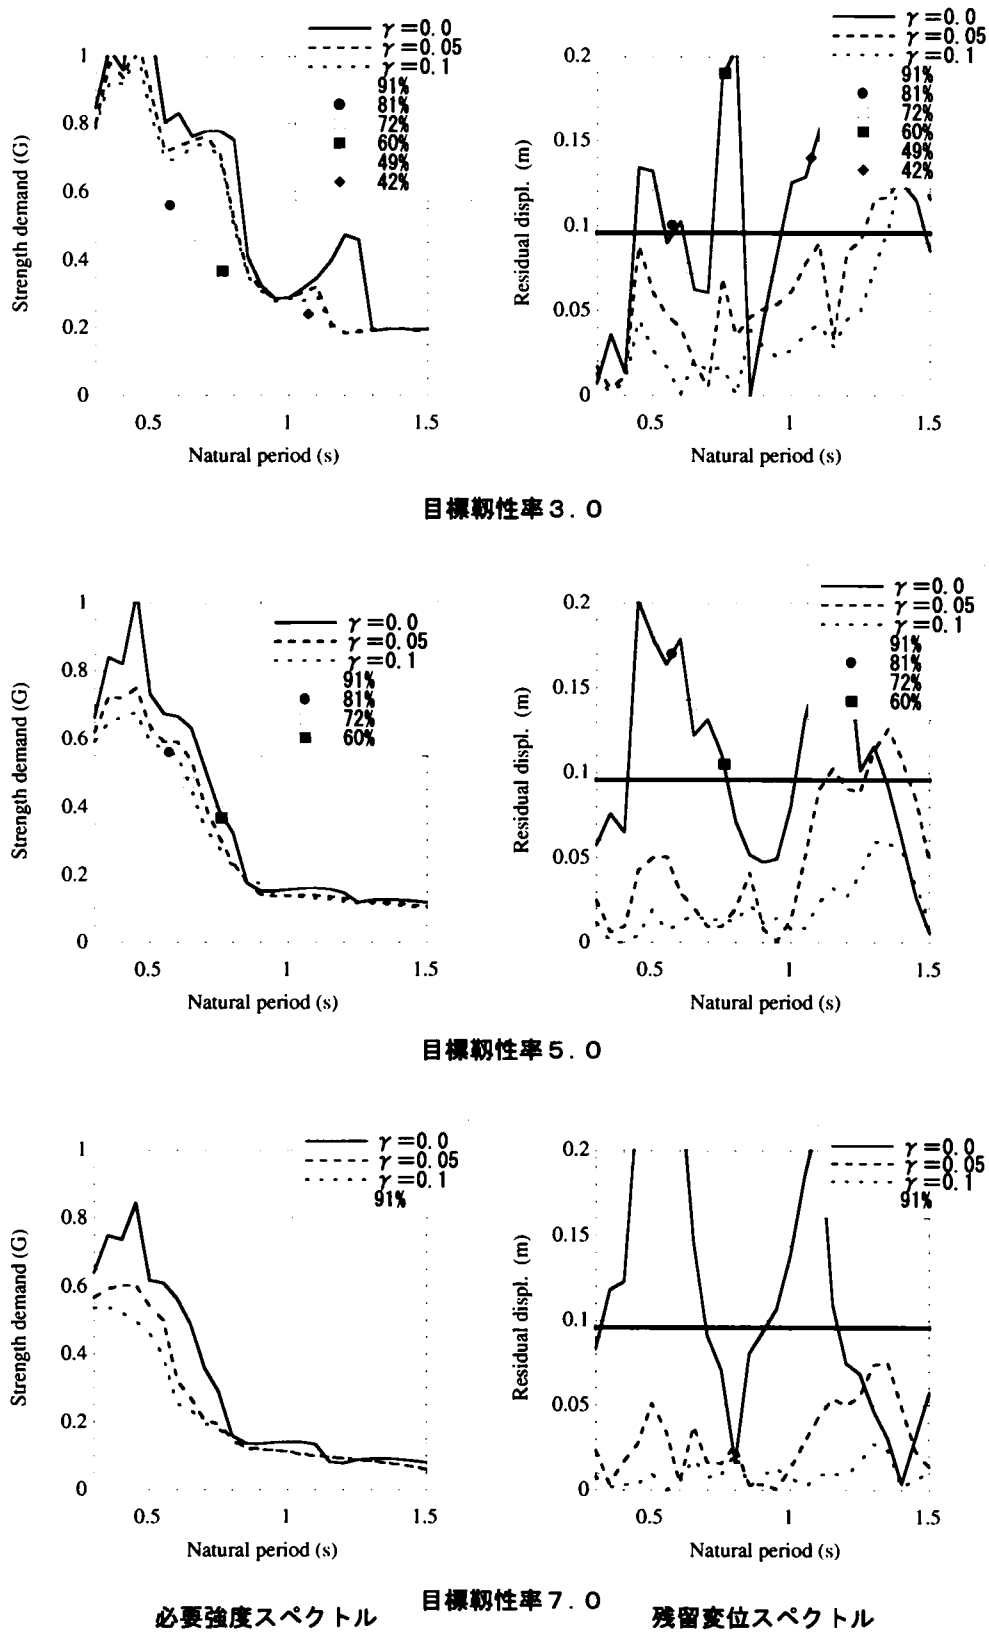 γ=0.0
γ=0.05
γ=0.1
91%
81%
72%
60%
49%
42%
1
0.8
0.6
0.4
0.2
0
Strength demand (G)
0.5 1 1.5
Natural period (s)
γ=0.0
γ=0.05
γ=0.1
91%
81%
72%
60%
49%
42%
0.2
0.15
0.1
0.05
0
Residual displ. (m)
0.5 1 1.5
Natural period (s)
目標靱性率3.0
γ=0.0
γ=0.05
γ=0.1
91%
81%
72%
60%
1
0.8
0.6
0.4
0.2
0
Strength demand (G)
0.5 1 1.5
Natural period (s)
γ=0.0
γ=0.05
γ=0.1
91%
81%
72%
60%
0.2
0.15
0.1
0.05
0
Residual displ. (m)
0.5 1 1.5
Natural period (s)
目標靱性率5.0
γ=0.0
γ=0.05
γ=0.1
91%
1
0.8
0.6
0.4
0.2
0
Strength demand (G)
0.5 1 1.5
Natural period (s)
γ=0.0
γ=0.05
γ=0.1
91%
0.2
0.15
0.1
0.05
0
Residual displ. (m)
0.5 1 1.5
Natural period (s)
目標靱性率7.0
必要強度スペクトル
残留変位スペクトル